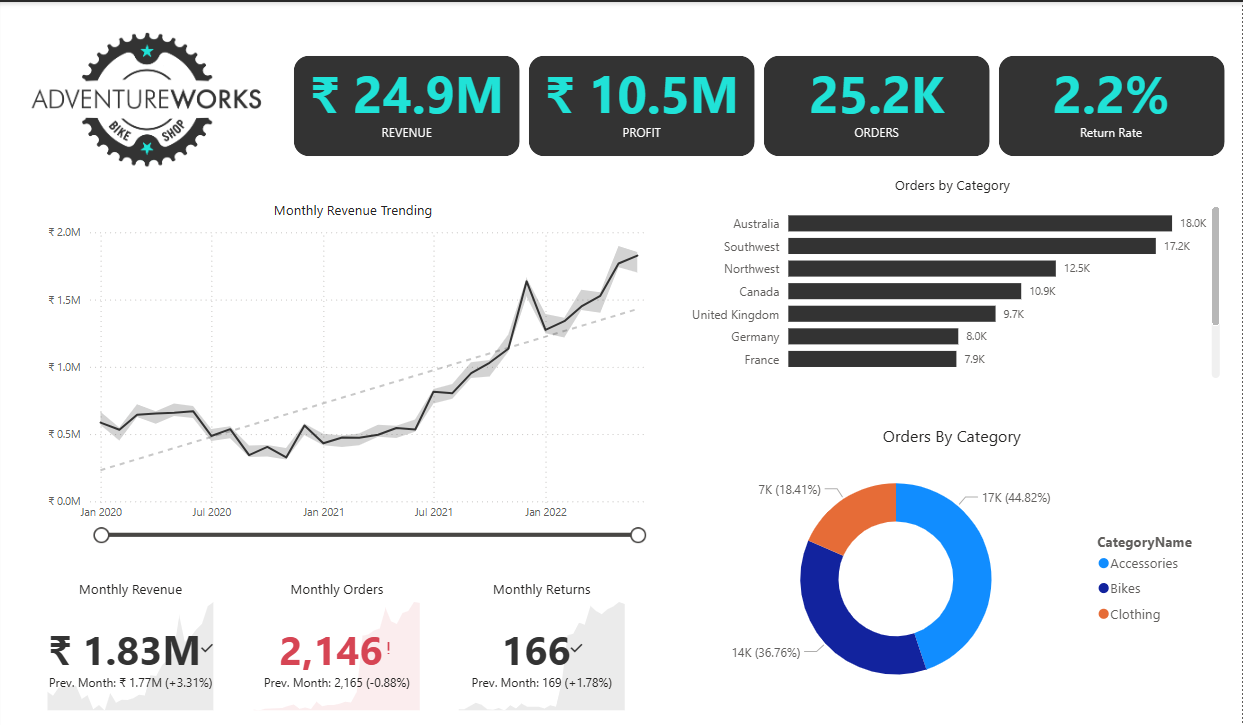 ADVENTUREWORKS
BIKE SHOP
₹ 24.9M
REVENUE
₹ 10.5M
PROFIT
25.2K
ORDERS
2.2%
Return Rate
Monthly Revenue Trending
₹ 2.0M
₹ 1.5M
₹ 1.0M
₹ 0.5M
₹ 0.0M
Jan 2020 Jul 2020 Jan 2021 Jul 2021 Jan 2022
Orders by Category
Australia 18.0K
Southwest 17.2K
Northwest 12.5K
Canada 10.9K
United Kingdom 9.7K
Germany 8.0K
France 7.9K
Monthly Revenue
₹ 1.83M✓
Prev. Month: ₹ 1.77M (+3.31%)
Monthly Orders
2,146!
Prev. Month: 2,165 (-0.88%)
Monthly Returns
166✓
Prev. Month: 169 (+1.78%)
Orders By Category
7K (18.41%)
17K (44.82%)
14K (36.76%)
CategoryName
Accessories
Bikes
Clothing